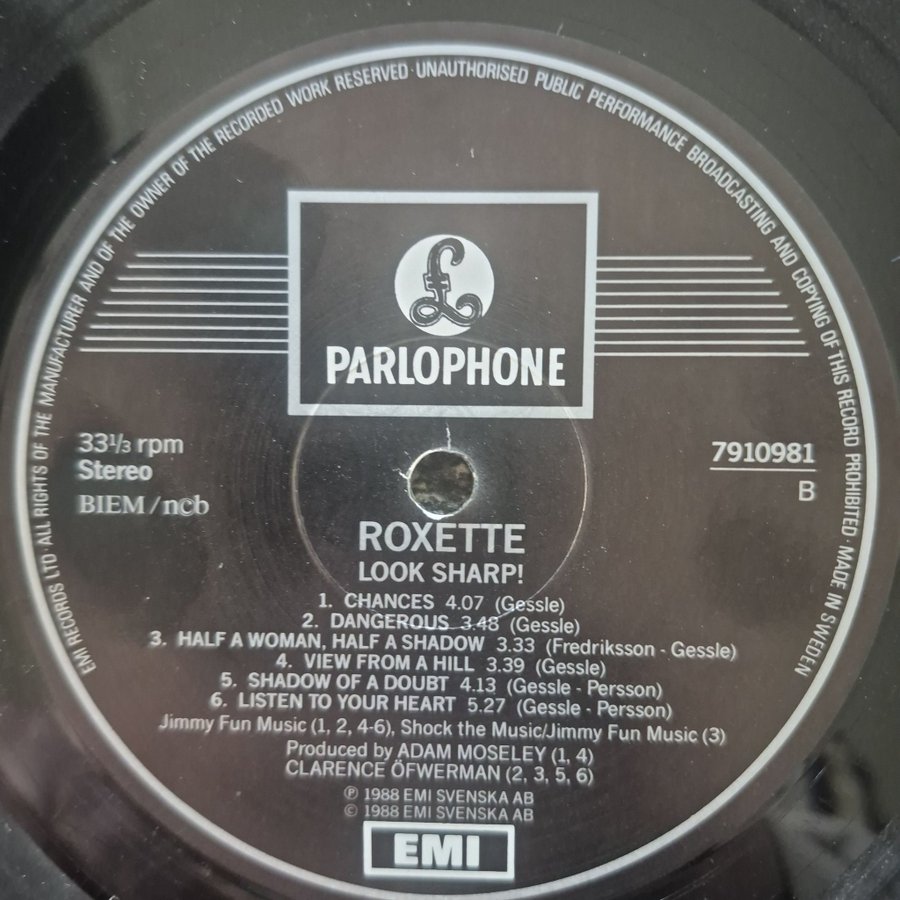 EMI RECORDS LTD · ALL RIGHTS OF THE MANUFACTURER AND OF THE OWNER OF THE RECORDED WORK RESERVED · UNAUTHORISED PUBLIC PERFORMANCE BROADCASTING AND COPYING OF THIS RECORD PROHIBITED · MADE IN SWEDEN
£
PARLOPHONE
33⅓ rpm
Stereo
BIEM / n©b
7910981
B
ROXETTE
LOOK SHARP!
1. CHANCES 4.07 (Gessle)
2. DANGEROUS 3.48 (Gessle)
3. HALF A WOMAN, HALF A SHADOW 3.33 (Fredriksson - Gessle)
4. VIEW FROM A HILL 3.39 (Gessle)
5. SHADOW OF A DOUBT 4.13 (Gessle - Persson)
6. LISTEN TO YOUR HEART 5.27 (Gessle - Persson)
Jimmy Fun Music (1, 2, 4-6), Shock the Music/Jimmy Fun Music (3)
Produced by ADAM MOSELEY (1, 4)
CLARENCE ÖFWERMAN (2, 3, 5, 6)
℗ 1988 EMI SVENSKA AB
© 1988 EMI SVENSKA AB
EMI